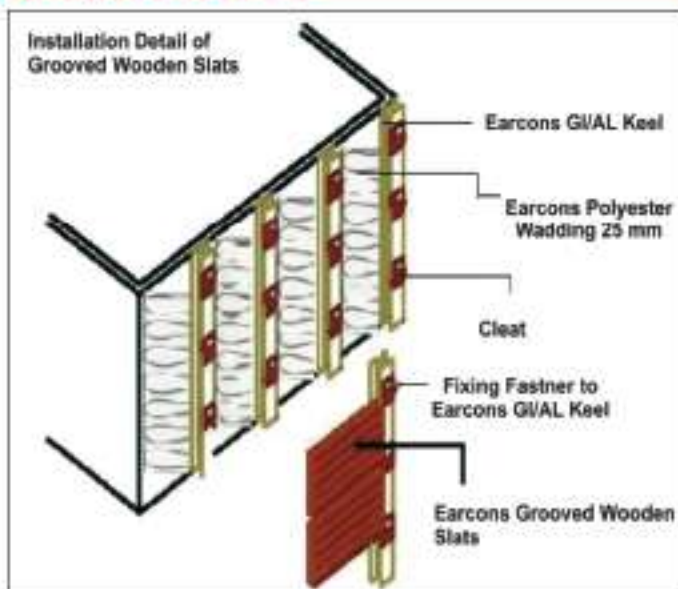 Installation Detail of
Grooved Wooden Slats
Earcons GI/AL Keel
Earcons Polyester
Wadding 25 mm
Cleat
Fixing Fastner to
Earcons GI/AL Keel
Earcons Grooved Wooden
Slats